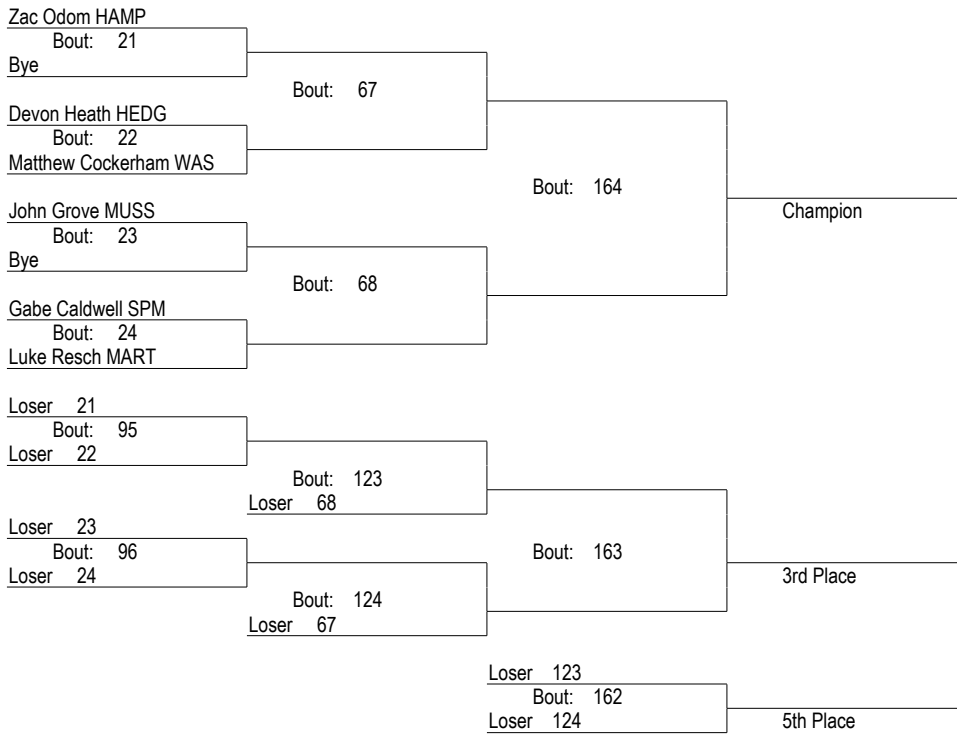 Zac Odom HAMP
Bout: 21
Bye
Bout: 67
Devon Heath HEDG
Bout: 22
Matthew Cockerham WAS
Bout: 164
John Grove MUSS
Champion
Bout: 23
Bye
Bout: 68
Gabe Caldwell SPM
Bout: 24
Luke Resch MART
Loser 21
Bout: 95
Loser 22
Bout: 123
Loser 68
Loser 23
Bout: 96
Bout: 163
Loser 24
3rd Place
Bout: 124
Loser 67
Loser 123
Bout: 162
Loser 124
5th Place